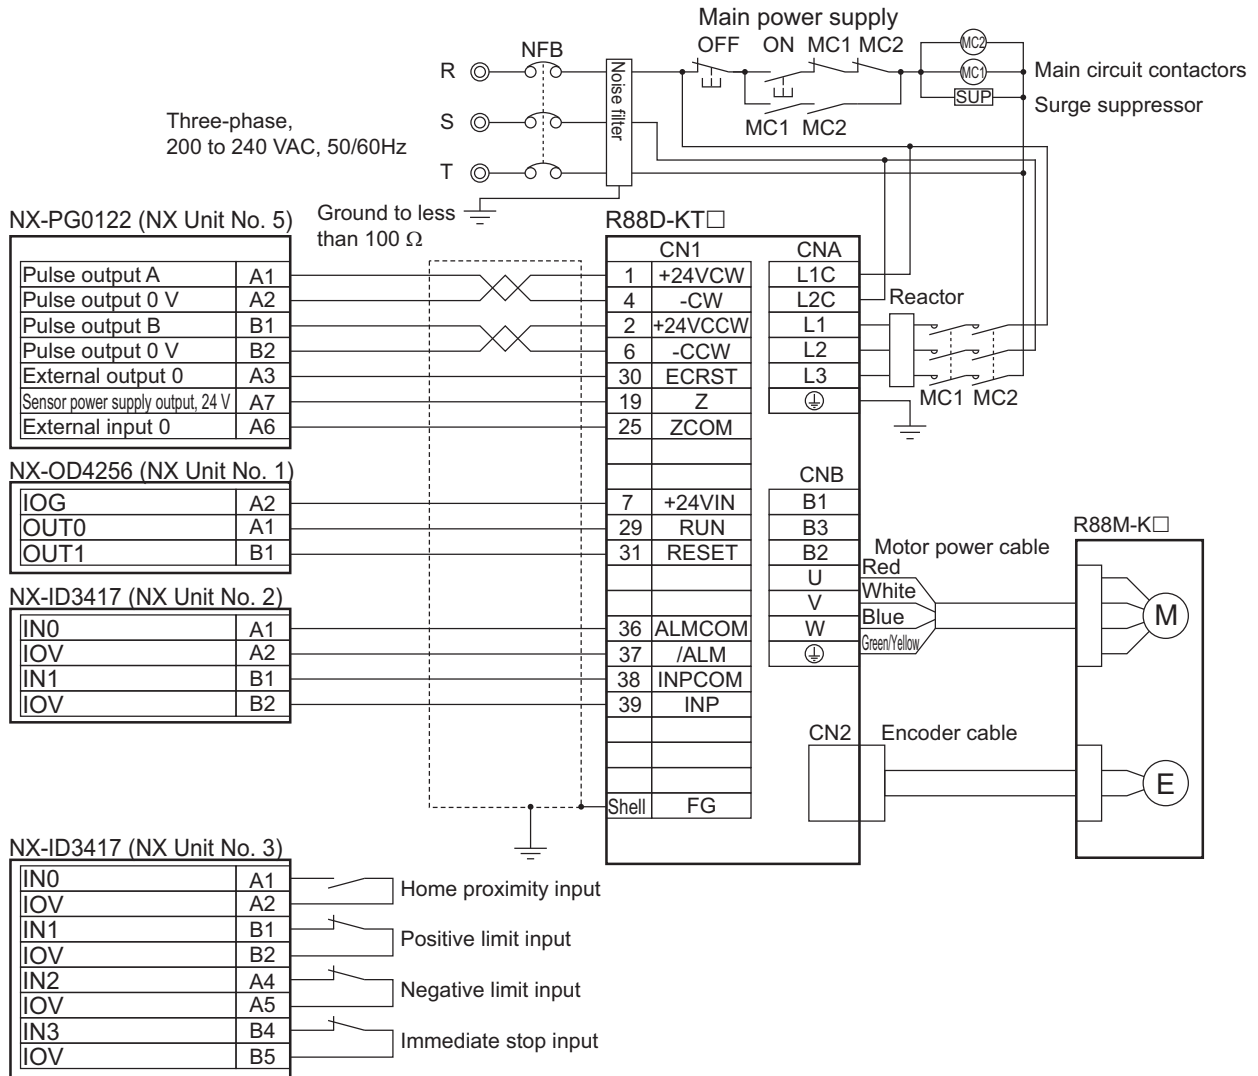 Main power supply
OFF ON MC1 MC2
MC2
NFB
R
Noise filter
MC1
Main circuit contactors
SUP
Surge suppressor
MC1 MC2
S
Three-phase,
200 to 240 VAC, 50/60Hz
T
Ground to less
than 100 Ω
NX-PG0122 (NX Unit No. 5)
Pulse output A A1
Pulse output 0 V A2
Pulse output B B1
Pulse output 0 V B2
External output 0 A3
Sensor power supply output, 24 V A7
External input 0 A6
NX-OD4256 (NX Unit No. 1)
IOG A2
OUT0 A1
OUT1 B1
NX-ID3417 (NX Unit No. 2)
IN0 A1
IOV A2
IN1 B1
IOV B2
R88D-KT□
CN1
1 +24VCW
4 -CW
2 +24VCCW
6 -CCW
30 ECRST
19 Z
25 ZCOM
7 +24VIN
29 RUN
31 RESET
36 ALMCOM
37 /ALM
38 INPCOM
39 INP
Shell FG
CNA
L1C
L2C
L1
L2
L3
Reactor
MC1 MC2
CNB
B1
B3
B2
U
V
W
Motor power cable
Red
White
Blue
Green/Yellow
CN2
Encoder cable
R88M-K□
M
E
NX-ID3417 (NX Unit No. 3)
IN0 A1
IOV A2
Home proximity input
IN1 B1
IOV B2
Positive limit input
IN2 A4
IOV A5
Negative limit input
IN3 B4
IOV B5
Immediate stop input